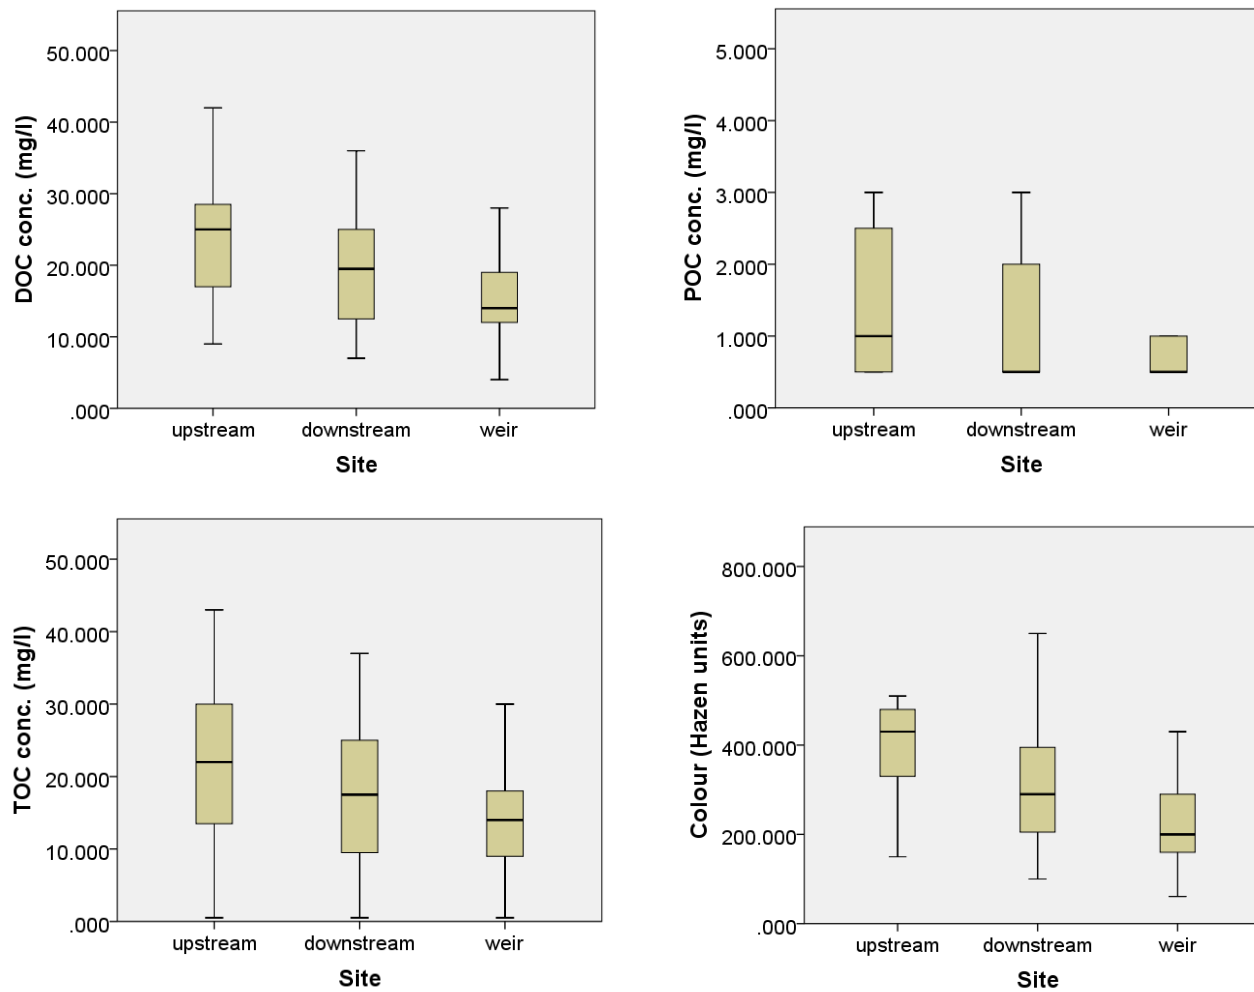 DOC conc. (mg/l)
50.000
40.000
30.000
20.000
10.000
.000
upstream downstream weir
Site
POC conc. (mg/l)
5.000
4.000
3.000
2.000
1.000
.000
upstream downstream weir
Site
TOC conc. (mg/l)
50.000
40.000
30.000
20.000
10.000
.000
upstream downstream weir
Site
Colour (Hazen units)
800.000
600.000
400.000
200.000
.000
upstream downstream weir
Site